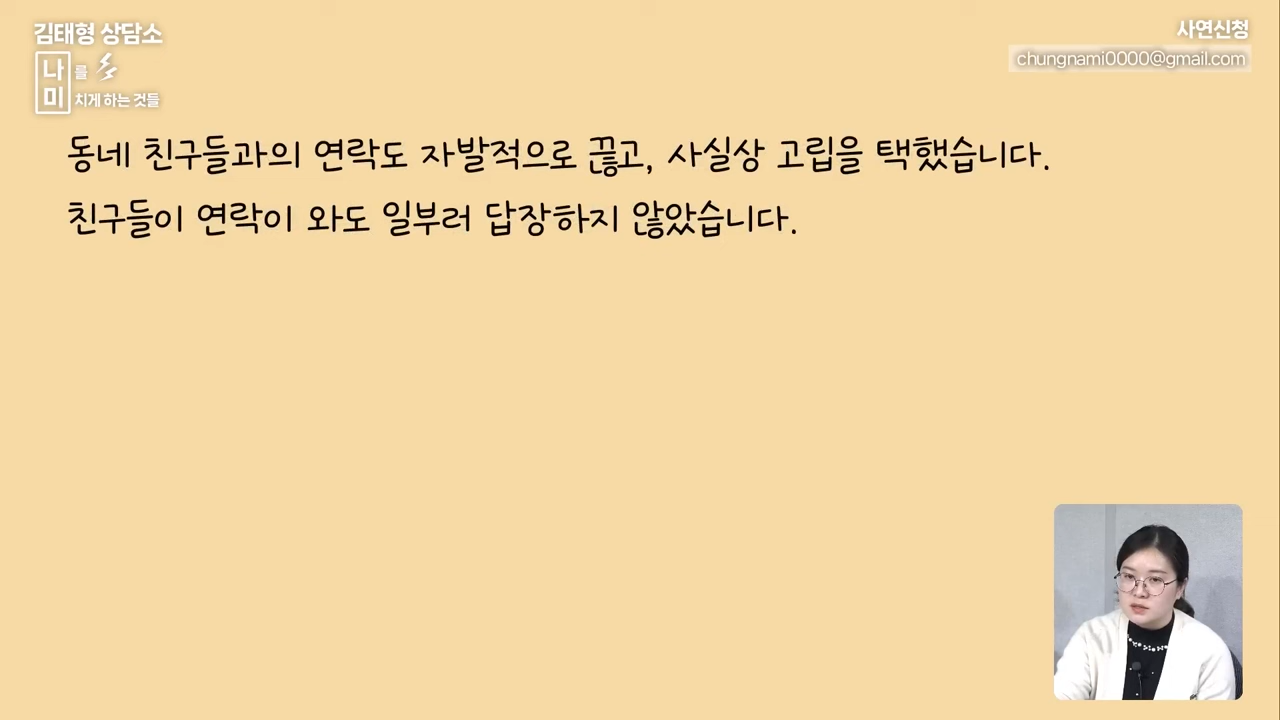 김태형 상담소
나를
미치게 하는 것들
사연신청
chungnami0000@gmail.com
동네 친구들과의 연락도 자발적으로 끊고, 사실상 고립을 택했습니다.
친구들이 연락이 와도 일부러 답장하지 않았습니다.